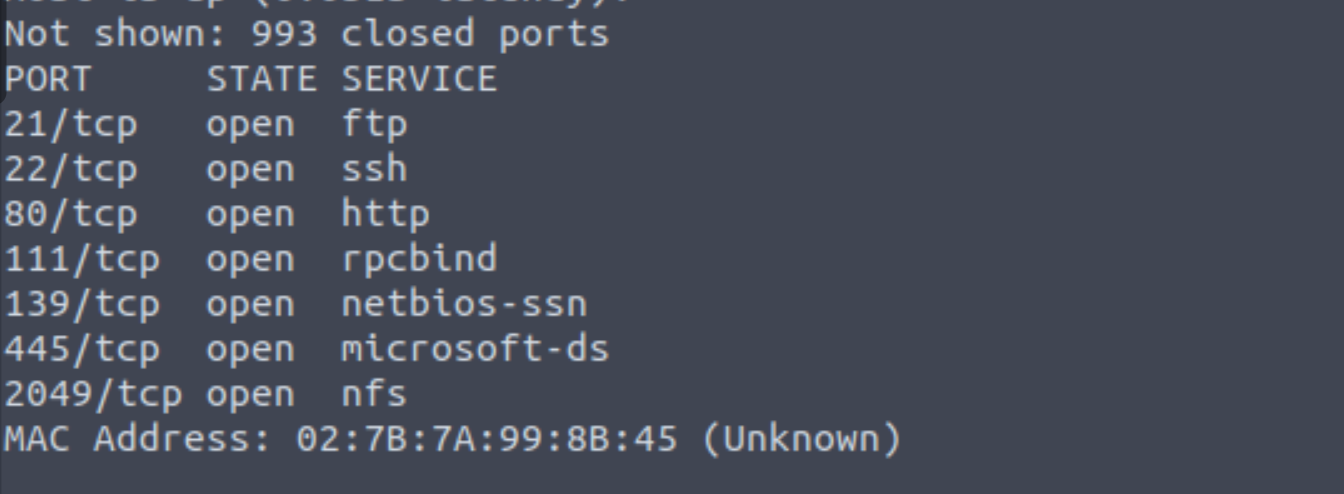 Not shown: 993 closed ports
PORT     STATE SERVICE
21/tcp   open  ftp
22/tcp   open  ssh
80/tcp   open  http
111/tcp  open  rpcbind
139/tcp  open  netbios-ssn
445/tcp  open  microsoft-ds
2049/tcp open  nfs
MAC Address: 02:7B:7A:99:8B:45 (Unknown)